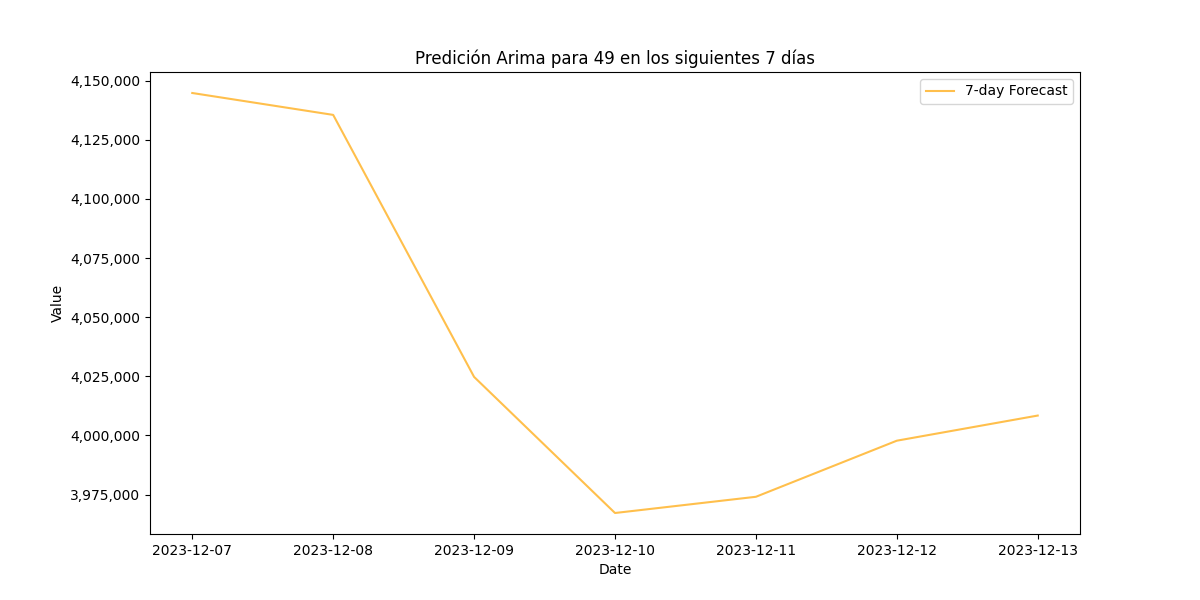 Predición Arima para 49 en los siguientes 7 días
7-day Forecast
4,150,000
4,125,000
4,100,000
4,075,000
4,050,000
4,025,000
4,000,000
3,975,000
Value
2023-12-07 2023-12-08 2023-12-09 2023-12-10 2023-12-11 2023-12-12 2023-12-13
Date